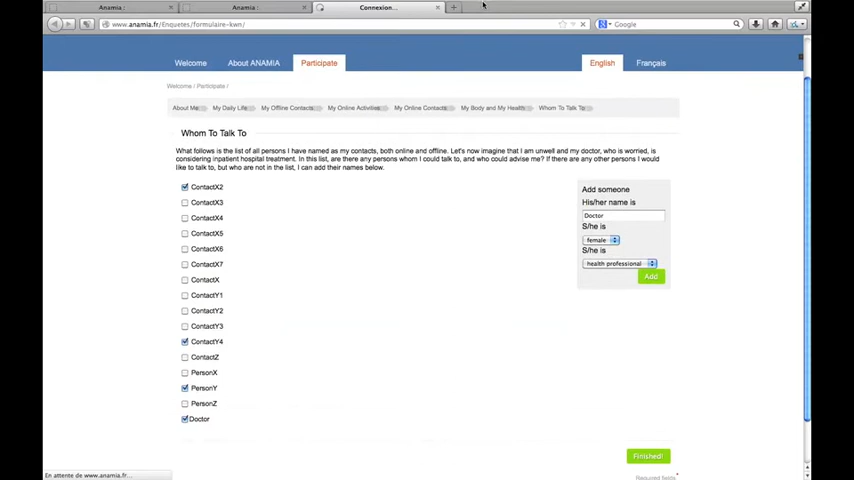 Anamia :
Anamia :
Connexion...
www.anamia.fr/Enquetes/formulaire-kwn/
Google
Welcome
About ANAMIA
Participate
English
Français
Welcome / Participate /
About Me
My Daily Life
My Offline Contacts
My Online Activities
My Online Contacts
My Body and My Health
Whom To Talk To
Whom To Talk To
What follows is the list of all persons I have named as my contacts, both online and offline. Let's now imagine that I am unwell and my doctor, who is worried, is
considering inpatient hospital treatment. In this list, are there any persons whom I could talk to, and who could advise me? If there are any other persons I would
like to talk to, but who are not in the list, I can add their names below.
ContactX2
ContactX3
ContactX4
ContactX5
ContactX6
ContactX7
ContactX
ContactY1
ContactY2
ContactY3
ContactY4
ContactZ
PersonX
PersonY
PersonZ
Doctor
Add someone
His/her name is
Doctor
S/he is
female
S/he is
health professional
Add
Finished!
Required fields *
En attente de www.anamia.fr...